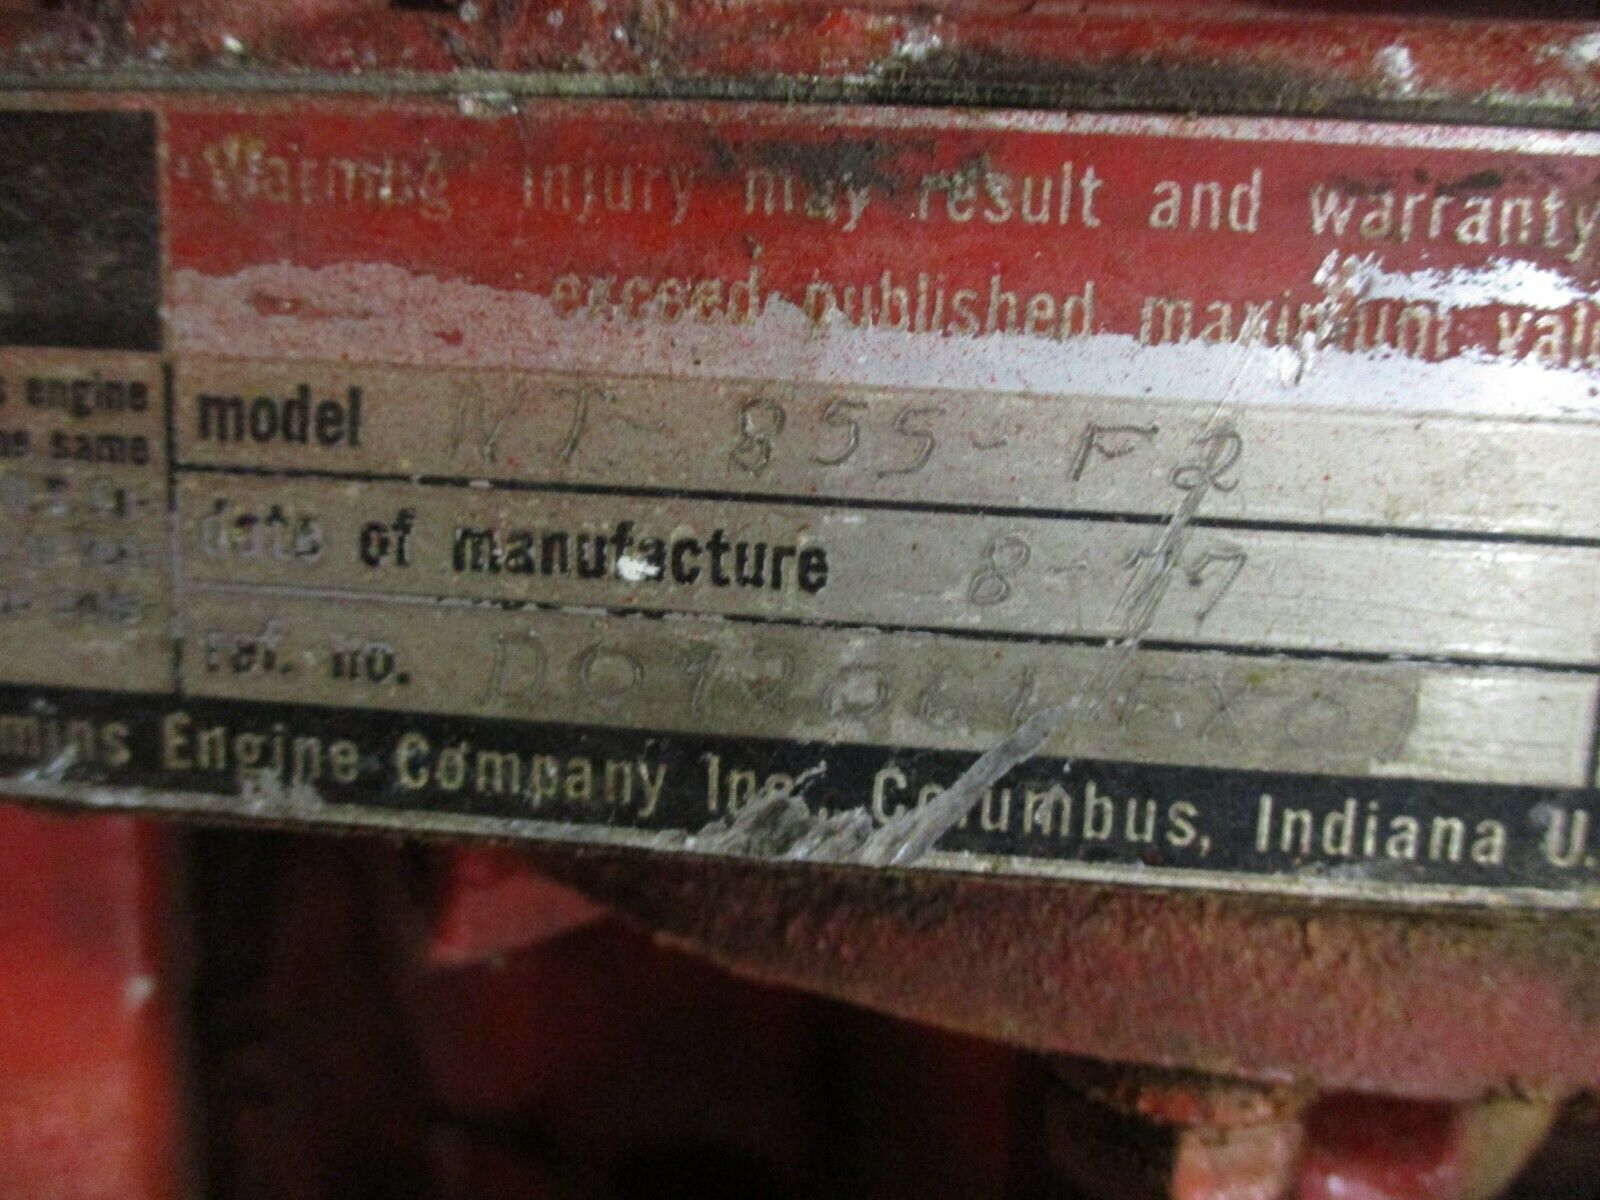 Warning Injury may result and warranty
exceed published maximum val
s engine
e same
model NT-855-F2
date of manufacture 8-77
ref. no.
mmins Engine Company Inc., Columbus, Indiana U.